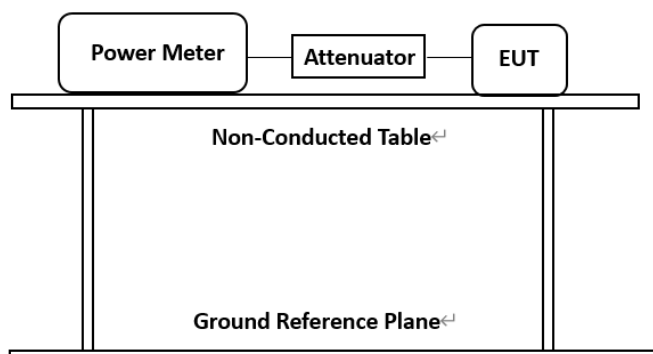 Power Meter
Attenuator
EUT
Non-Conducted Table↵
Ground Reference Plane↵